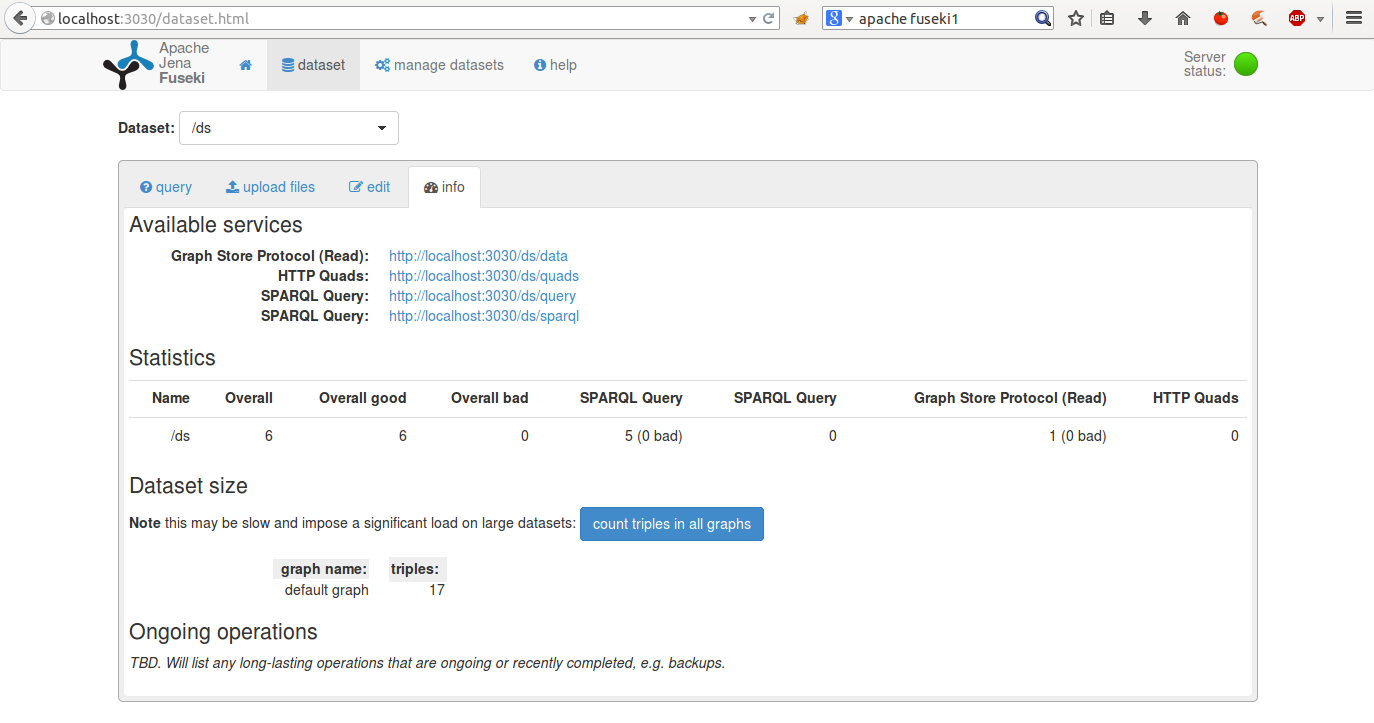 localhost:3030/dataset.html
apache fuseki1
ABP
Apache
Jena
Fuseki
dataset
manage datasets
help
Server
status:
Dataset: /ds
query upload files edit info
Available services
Graph Store Protocol (Read): http://localhost:3030/ds/data
HTTP Quads: http://localhost:3030/ds/quads
SPARQL Query: http://localhost:3030/ds/query
SPARQL Query: http://localhost:3030/ds/sparql
Statistics
Name Overall Overall good Overall bad SPARQL Query SPARQL Query Graph Store Protocol (Read) HTTP Quads
/ds 6 6 0 5 (0 bad) 0 1 (0 bad) 0
Dataset size
Note this may be slow and impose a significant load on large datasets: count triples in all graphs
graph name: triples:
default graph 17
Ongoing operations
TBD. Will list any long-lasting operations that are ongoing or recently completed, e.g. backups.